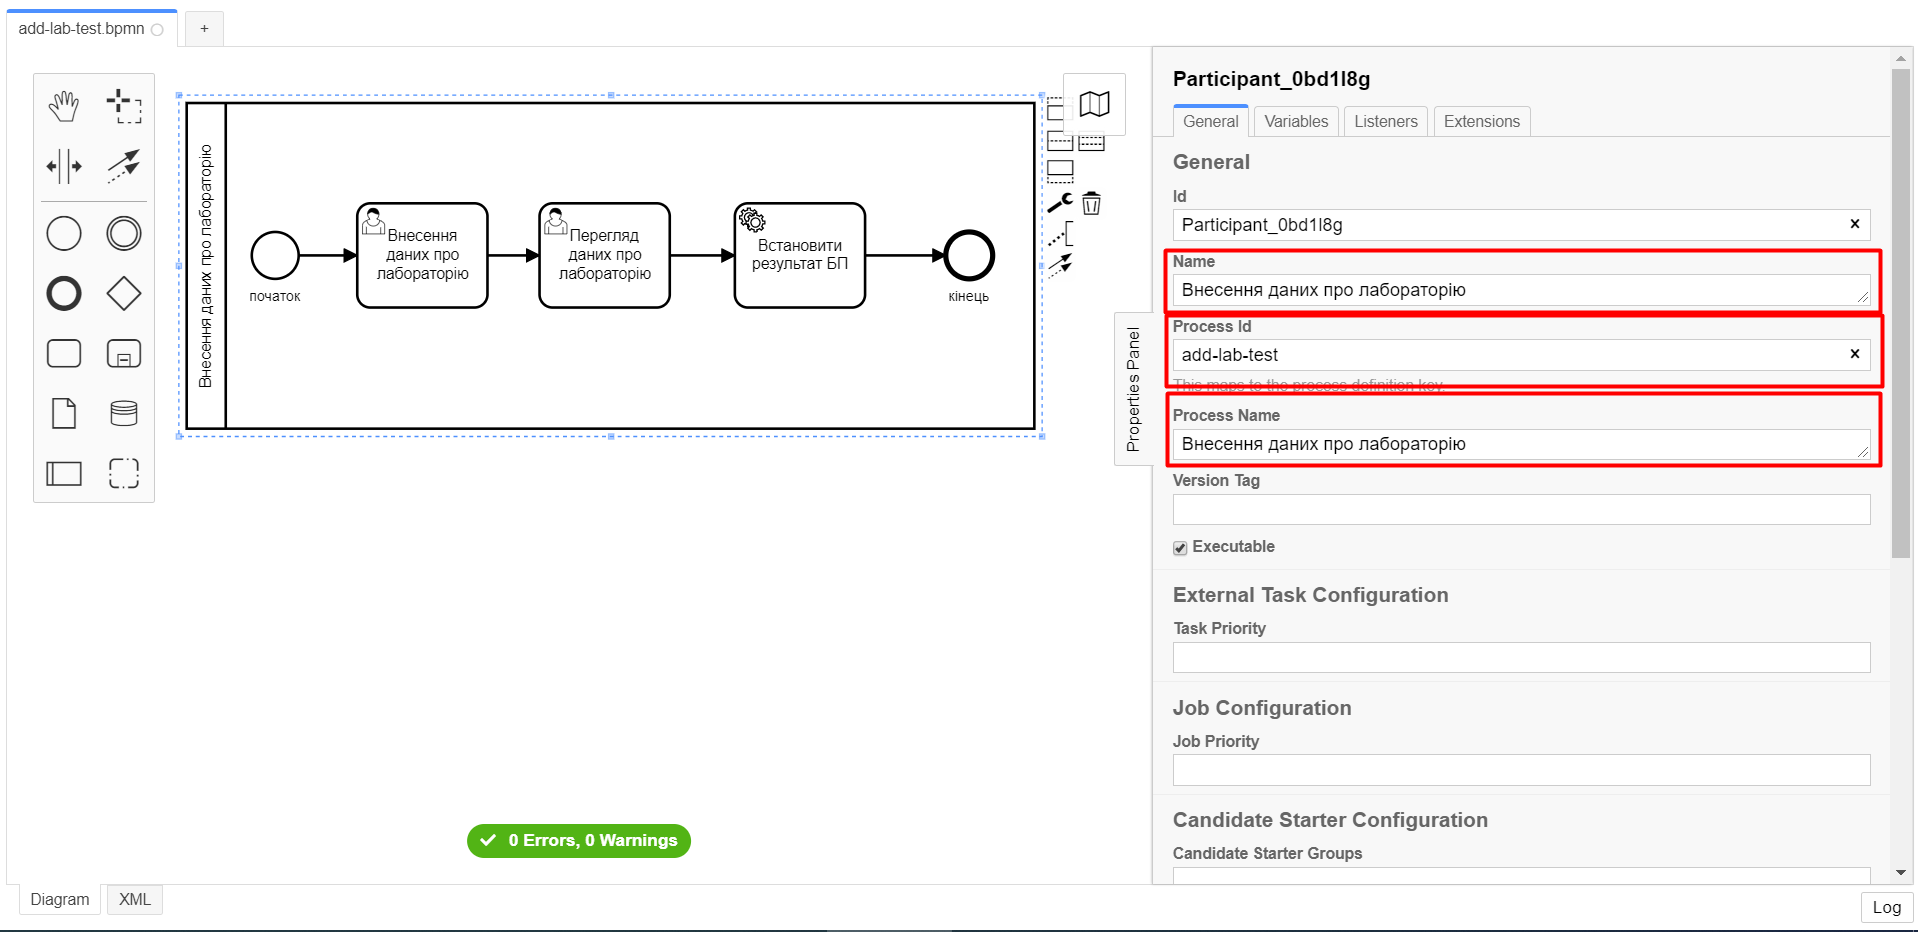 add-lab-test.bpmn
+
Внесення даних про лабораторію
початок
Внесення
даних про
лабораторію
Перегляд
даних про
лабораторію
Встановити
результат БП
кінець
0 Errors, 0 Warnings
Diagram
XML
Properties Panel
Participant_0bd1l8g
General
Variables
Listeners
Extensions
General
Id
Participant_0bd1l8g
Name
Внесення даних про лабораторію
Process Id
add-lab-test
This maps to the process definition key.
Process Name
Внесення даних про лабораторію
Version Tag
Executable
External Task Configuration
Task Priority
Job Configuration
Job Priority
Candidate Starter Configuration
Candidate Starter Groups
Log